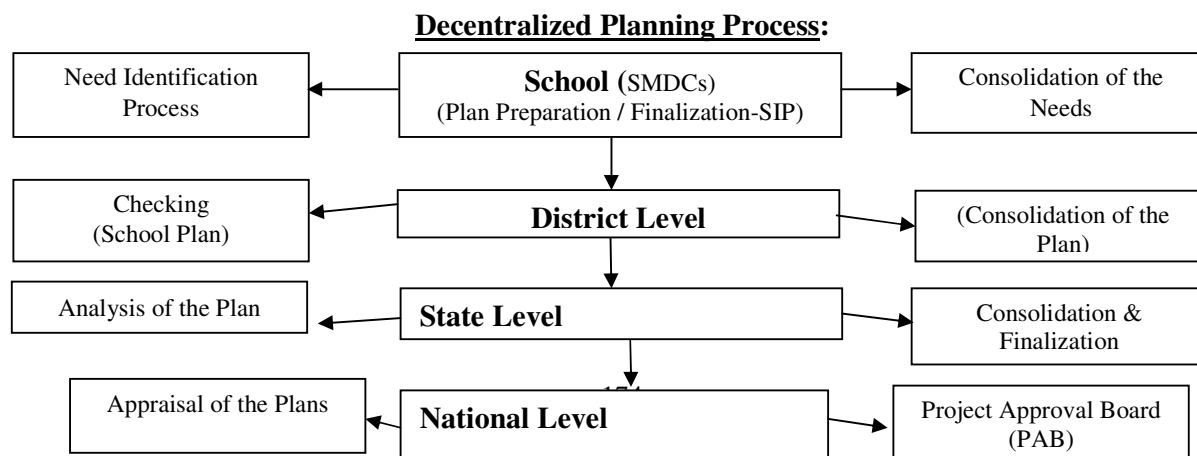 Decentralized Planning Process:
Need Identification
Process
School (SMDCs)
(Plan Preparation / Finalization-SIP)
Consolidation of the
Needs
Checking
(School Plan)
District Level
(Consolidation of the
Plan)
Analysis of the Plan
State Level
Consolidation &
Finalization
Appraisal of the Plans
National Level
Project Approval Board
(PAB)